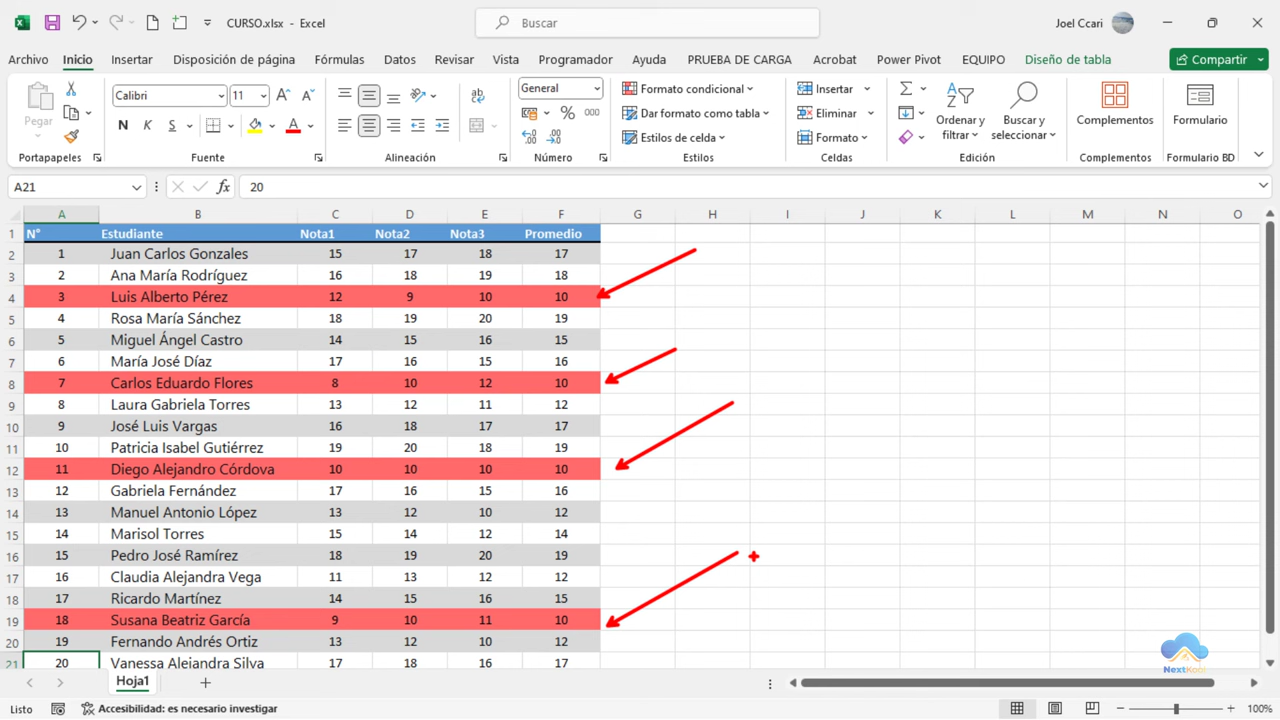 CURSO.xlsx - Excel
Buscar
Joel Ccari
Archivo Inicio Insertar Disposición de página Fórmulas Datos Revisar Vista Programador Ayuda PRUEBA DE CARGA Acrobat Power Pivot EQUIPO Diseño de tabla Compartir
Pegar
Calibri 11
N K S A
General
% 000
Formato condicional
Dar formato como tabla
Estilos de celda
Insertar
Eliminar
Formato
Ordenar y filtrar
Buscar y seleccionar
Complementos
Formulario
Portapapeles Fuente Alineación Número Estilos Celdas Edición Complementos Formulario BD
A21 fx 20
A B C D E F G H I J K L M N O
1 N° Estudiante Nota1 Nota2 Nota3 Promedio
2 1 Juan Carlos Gonzales 15 17 18 17
3 2 Ana María Rodríguez 16 18 19 18
4 3 Luis Alberto Pérez 12 9 10 10
5 4 Rosa María Sánchez 18 19 20 19
6 5 Miguel Ángel Castro 14 15 16 15
7 6 María José Díaz 17 16 15 16
8 7 Carlos Eduardo Flores 8 10 12 10
9 8 Laura Gabriela Torres 13 12 11 12
10 9 José Luis Vargas 16 18 17 17
11 10 Patricia Isabel Gutiérrez 19 20 18 19
12 11 Diego Alejandro Córdova 10 10 10 10
13 12 Gabriela Fernández 17 16 15 16
14 13 Manuel Antonio López 13 12 10 12
15 14 Marisol Torres 15 14 12 14
16 15 Pedro José Ramírez 18 19 20 19
17 16 Claudia Alejandra Vega 11 13 12 12
18 17 Ricardo Martínez 14 15 16 15
19 18 Susana Beatriz García 9 10 11 10
20 19 Fernando Andrés Ortiz 13 12 10 12
21 20 Vanessa Alejandra Silva 17 18 16 17
NextKool
Hoja1
Listo Accesibilidad: es necesario investigar 100%